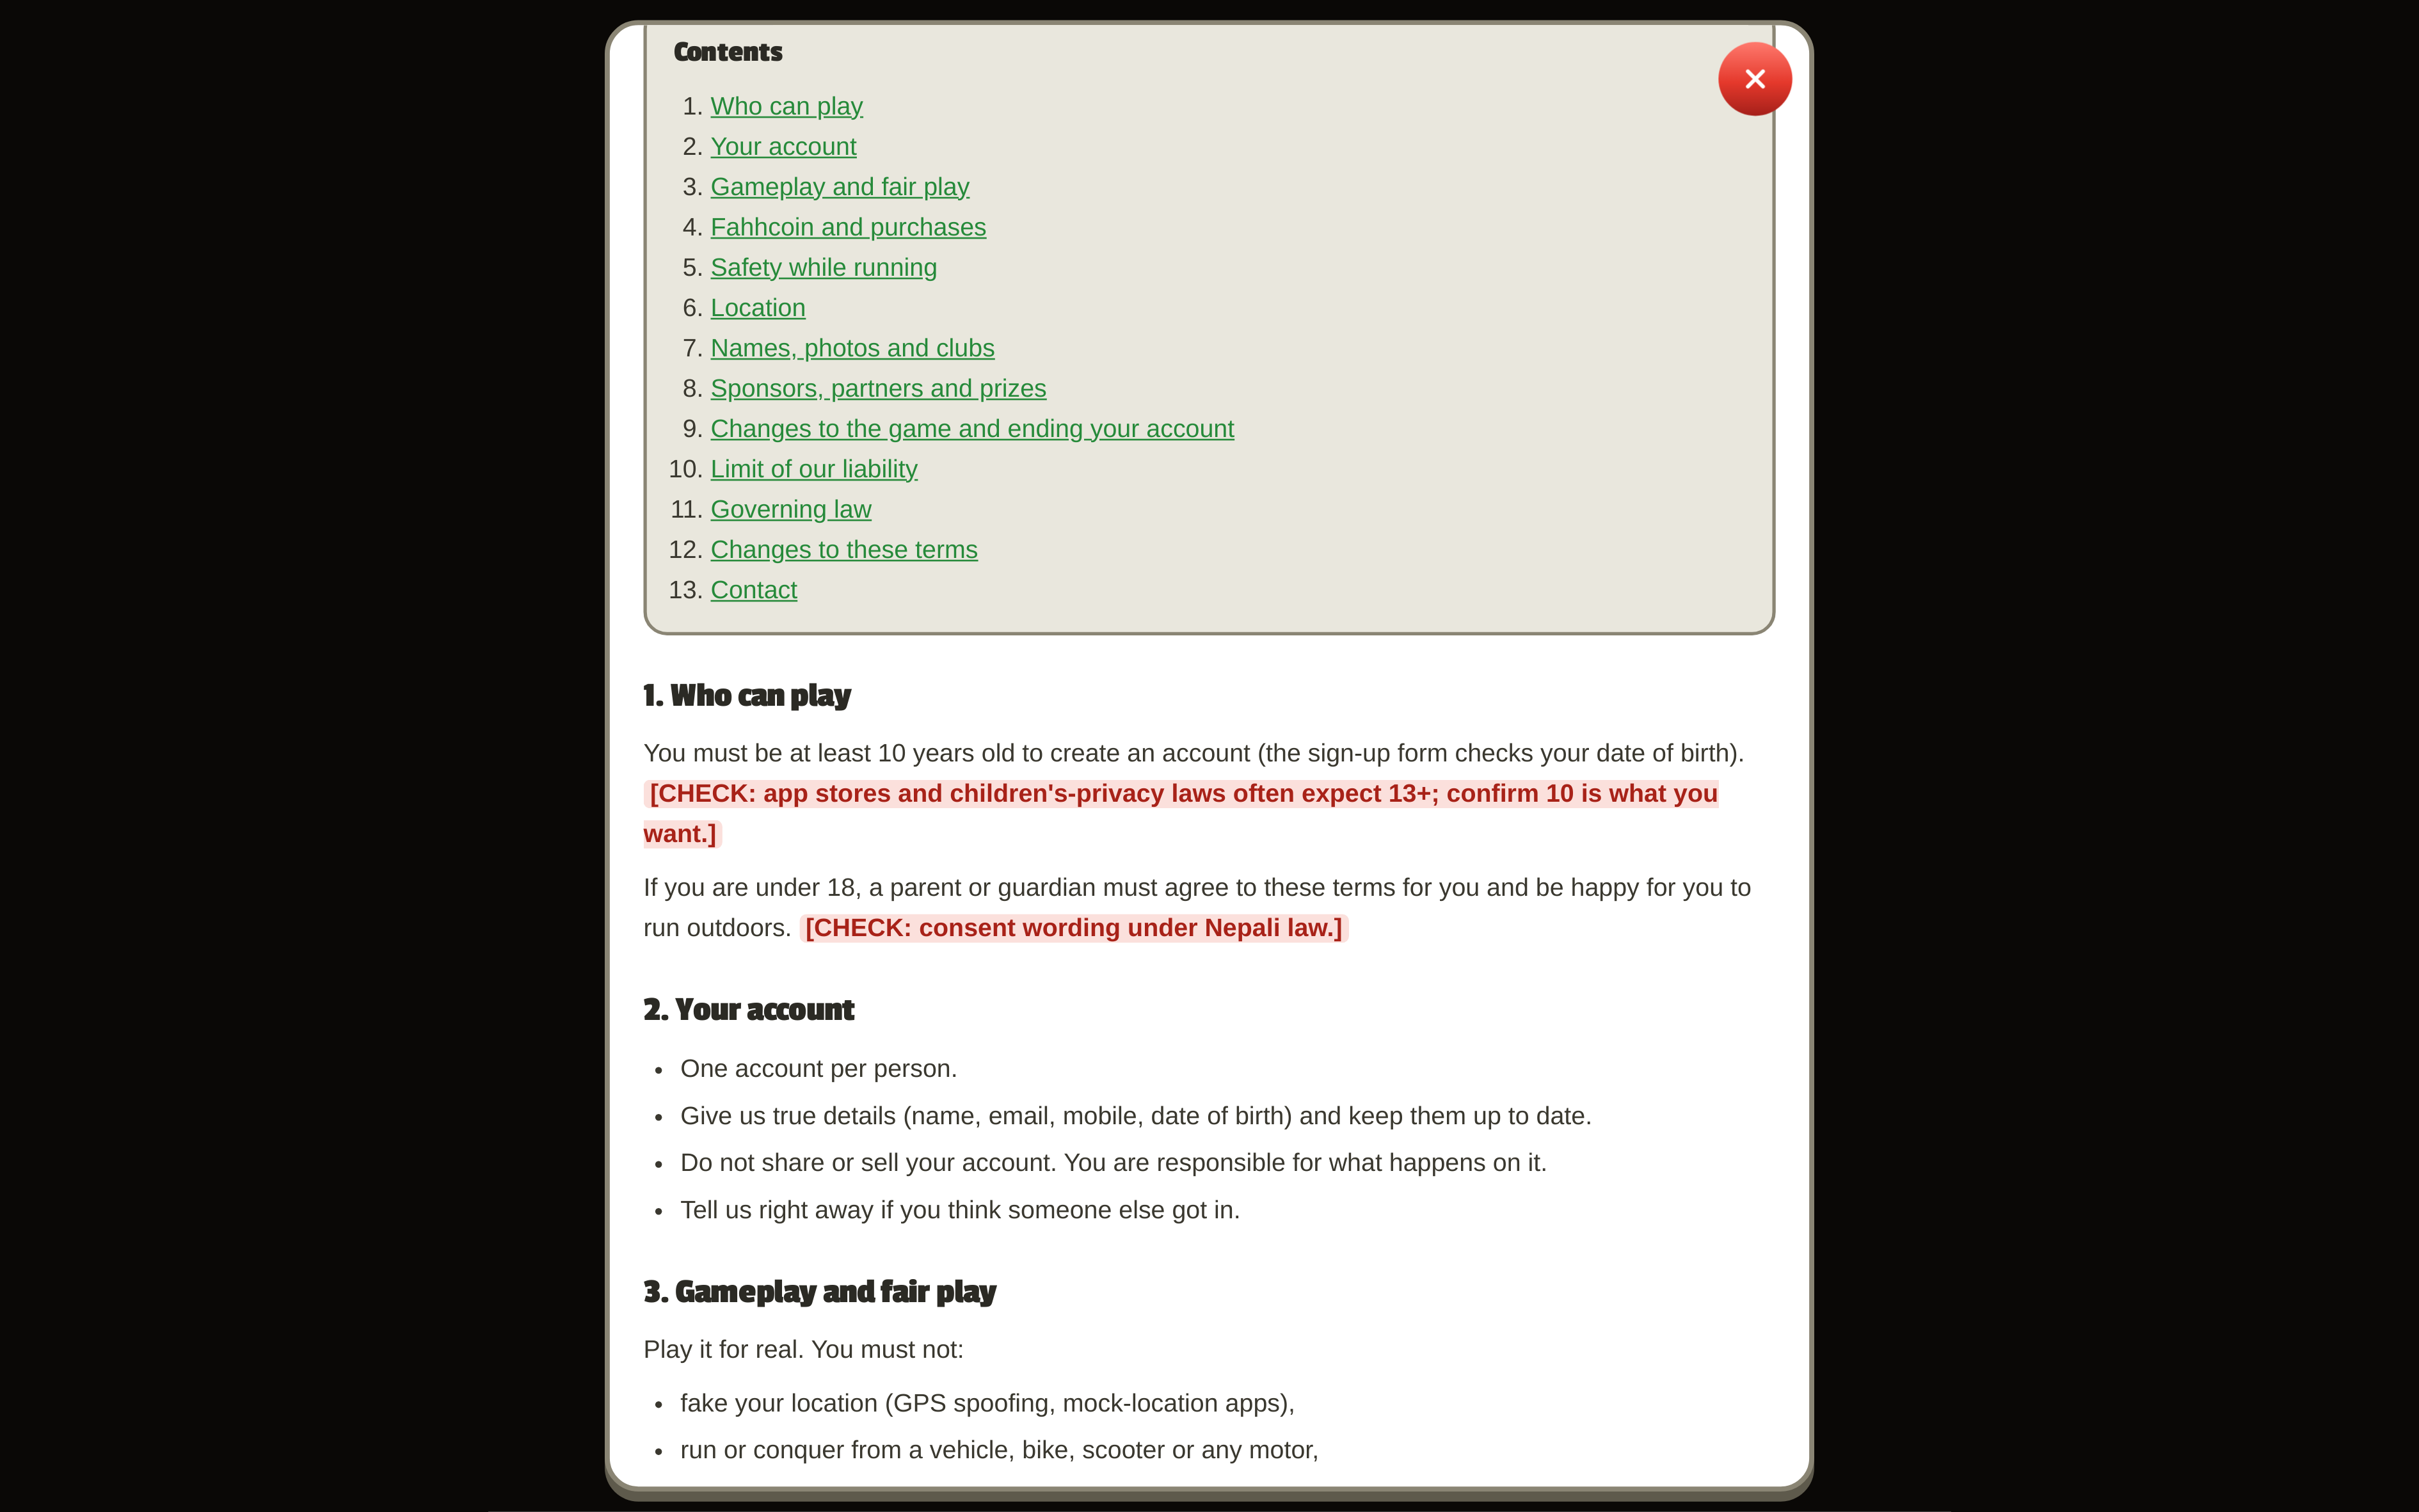 Contents
1. Who can play
2. Your account
3. Gameplay and fair play
4. Fahhcoin and purchases
5. Safety while running
6. Location
7. Names, photos and clubs
8. Sponsors, partners and prizes
9. Changes to the game and ending your account
10. Limit of our liability
11. Governing law
12. Changes to these terms
13. Contact
1. Who can play
You must be at least 10 years old to create an account (the sign-up form checks your date of birth).
[CHECK: app stores and children's-privacy laws often expect 13+; confirm 10 is what you
want.]
If you are under 18, a parent or guardian must agree to these terms for you and be happy for you to
run outdoors. [CHECK: consent wording under Nepali law.]
2. Your account
• One account per person.
• Give us true details (name, email, mobile, date of birth) and keep them up to date.
• Do not share or sell your account. You are responsible for what happens on it.
• Tell us right away if you think someone else got in.
3. Gameplay and fair play
Play it for real. You must not:
• fake your location (GPS spoofing, mock-location apps),
• run or conquer from a vehicle, bike, scooter or any motor,